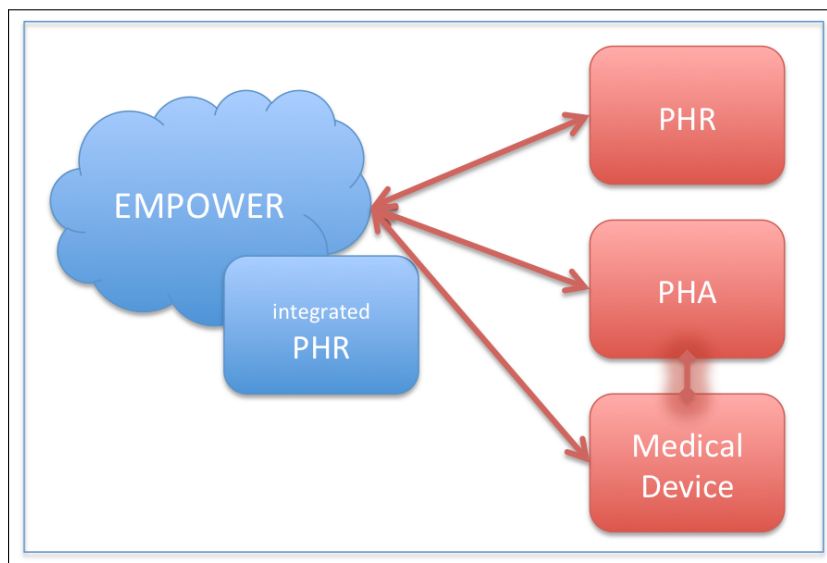 EMPOWER
integrated
PHR
PHR
PHA
Medical
Device